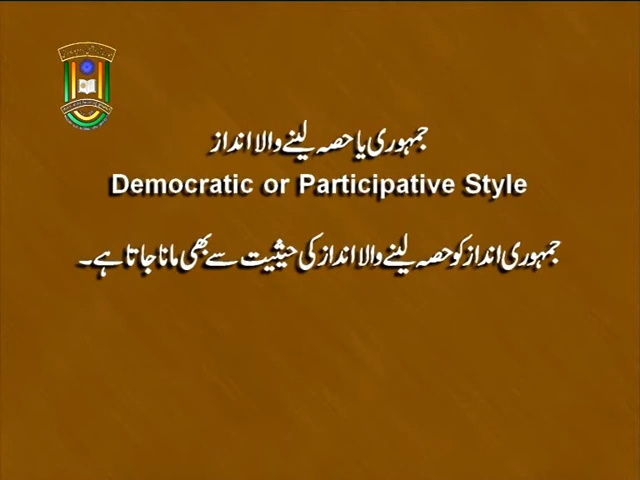 جمہوری یا حصہ لینے والا انداز
Democratic or Participative Style
جمہوری انداز کو حصہ لینے والا انداز کی حیثیت سے بھی مانا جاتا ہے۔